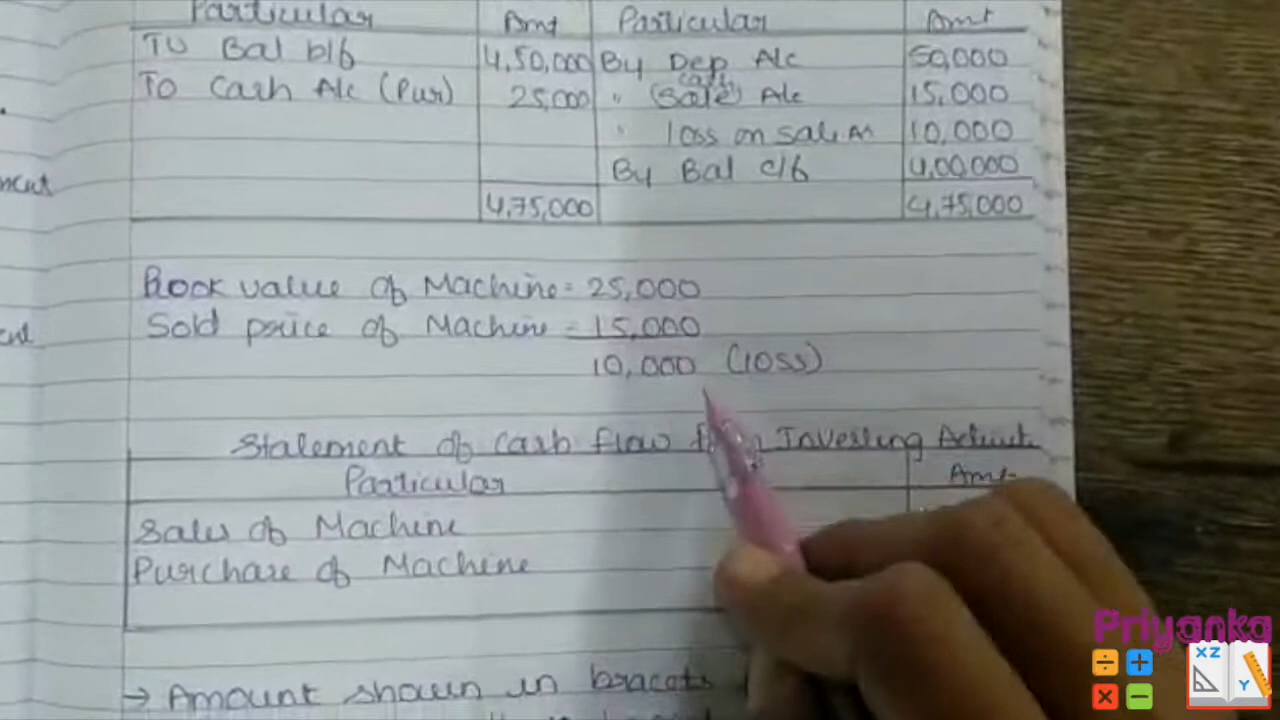 Particular Amt Particular Amt
To Bal b/b 4,50,000 By Dep A/c 50,000
To Cash A/c (Pur) 25,000 " cash (Sale) A/c 15,000
" loss on sale A/c 10,000
By Bal c/b 4,00,000
4,75,000 4,75,000
Book value of Machine = 25,000
Sold price of Machine = 15,000
10,000 (loss)
Statement of cash flow Investing Activit
Particular Amt
Sales of Machine
Purchase of Machine
→ Amount shown in bracets
Priyanka
XZ
Y